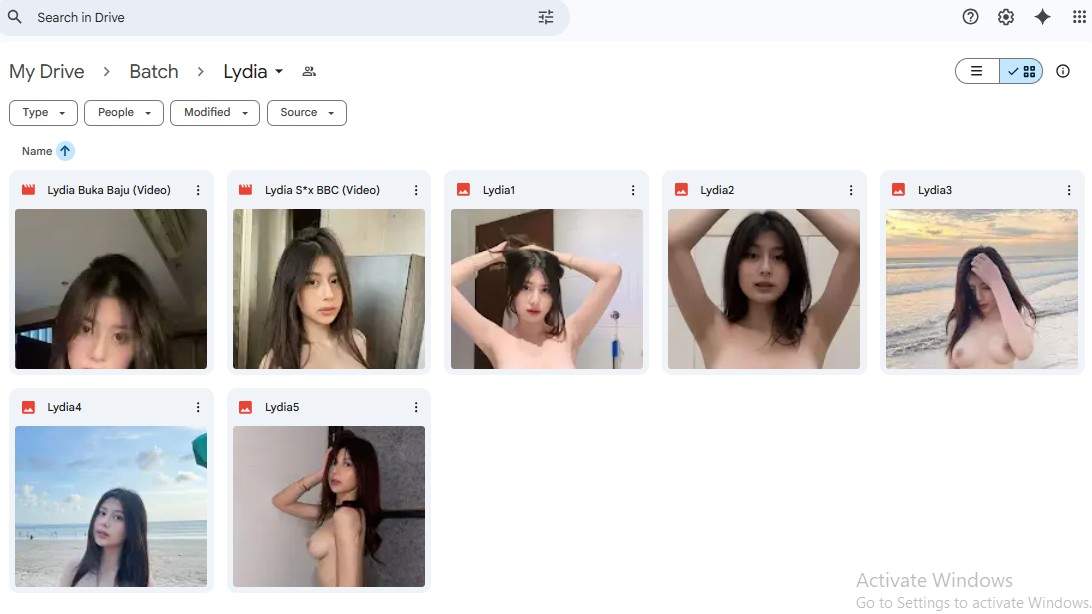 Search in Drive
My Drive > Batch > Lydia
Type
People
Modified
Source
Name
Lydia Buka Baju (Video)
Lydia S*x BBC (Video)
Lydia1
Lydia2
Lydia3
Lydia4
Lydia5
Activate Windows
Go to Settings to activate Windows.